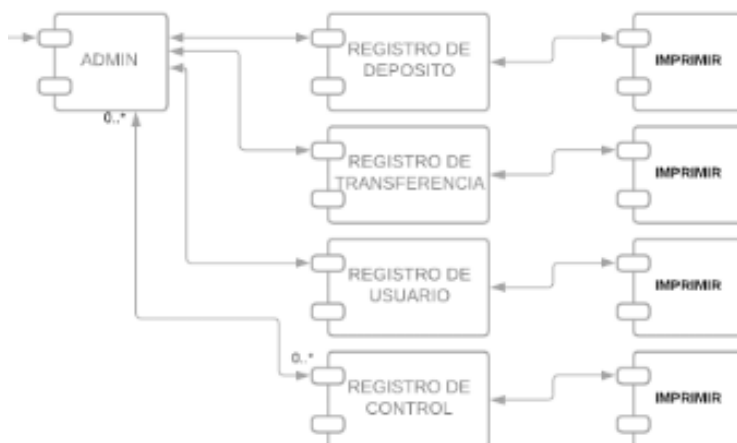 ADMIN
0..*
REGISTRO DE
DEPOSITO
IMPRIMIR
REGISTRO DE
TRANSFERENCIA
IMPRIMIR
REGISTRO DE
USUARIO
IMPRIMIR
0..*
REGISTRO DE
CONTROL
IMPRIMIR